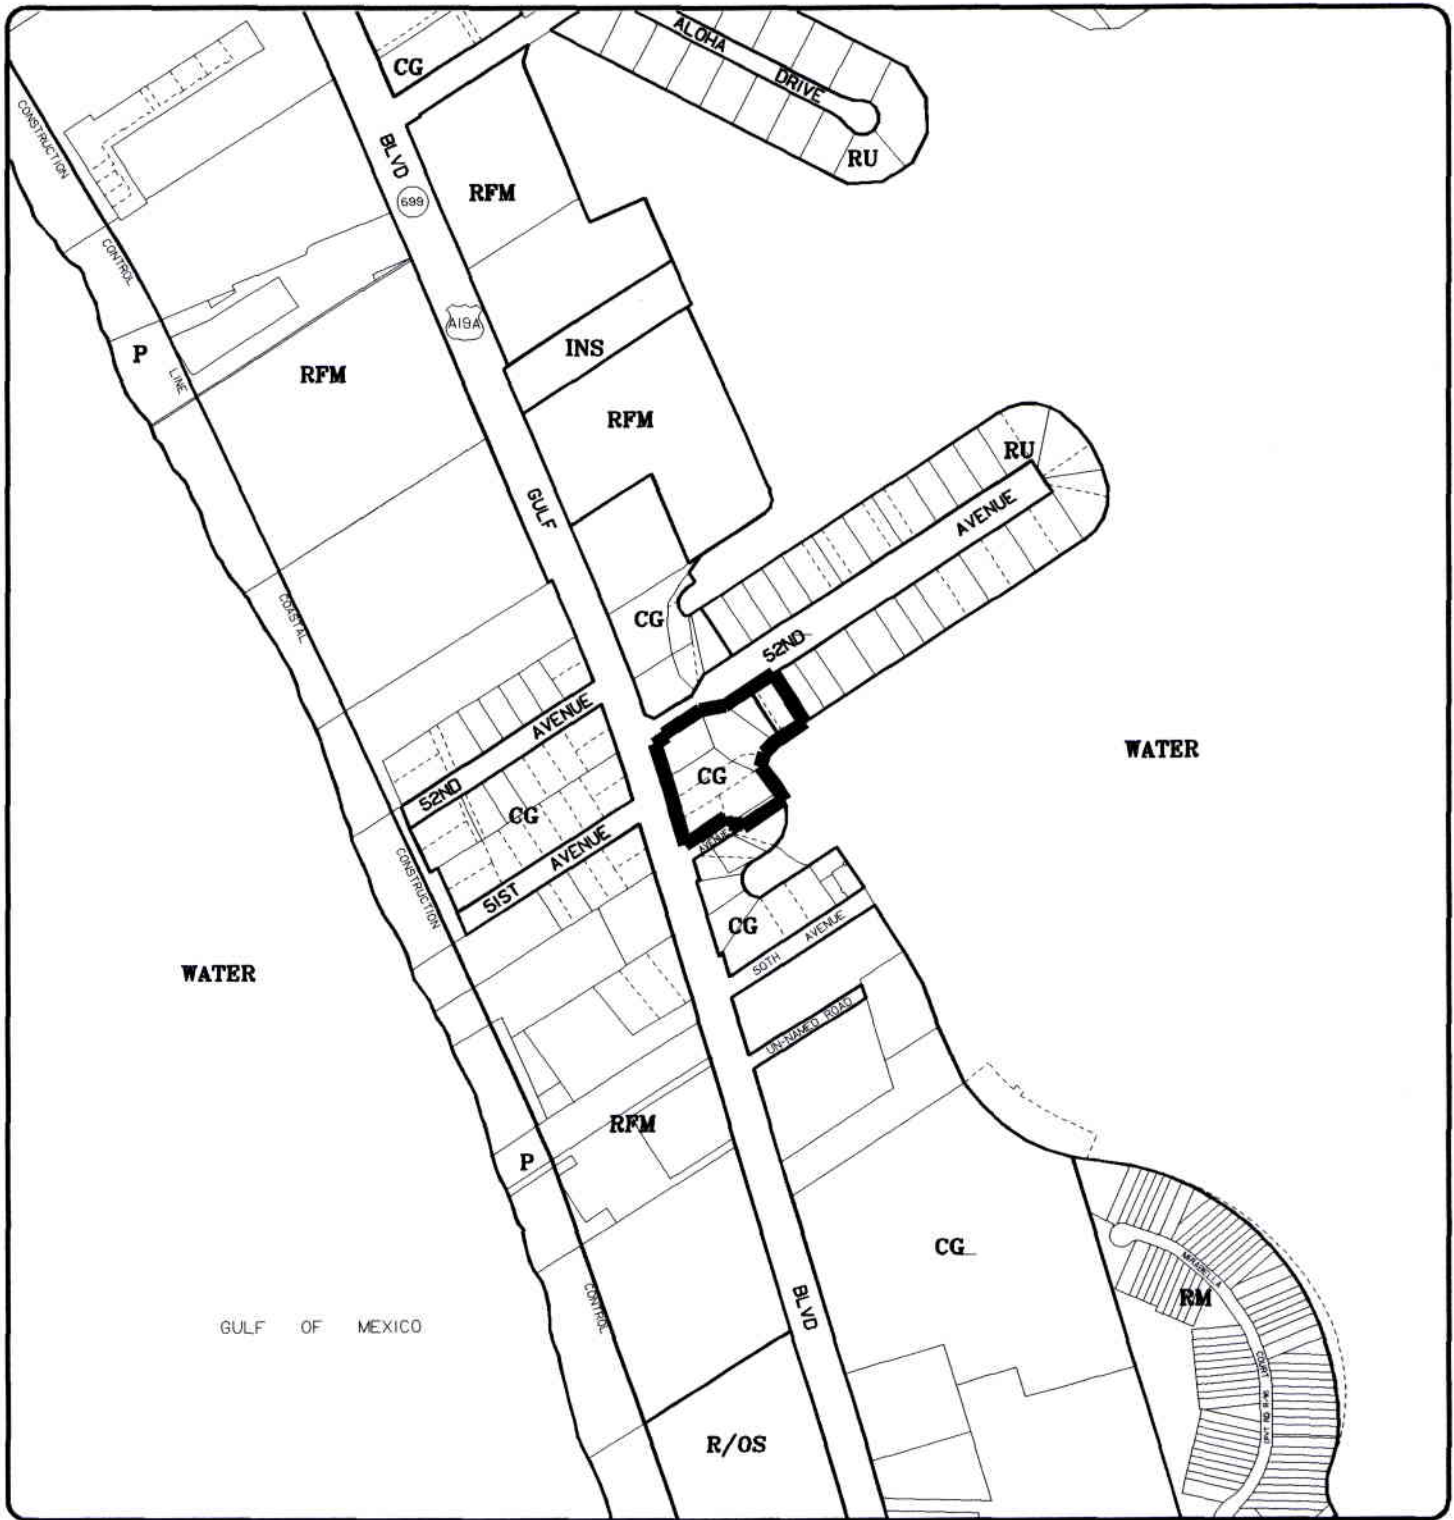 ALOHA
DRIVE
CG
CONSTRUCTION
BLVD
RU
699
RFM
CONTROL
A19A
INS
P
RFM
LINE
RFM
RU
GULF
AVENUE
COASTAL
CG
52ND
AVENUE
WATER
CG
52ND
CG
AVENUE
AVENUE
CONSTRUCTION
51ST
CG
AVENUE
50TH
WATER
UN-NAMED ROAD
RFM
P
CG
MIRABELLA
RM
CONTROL
BLVD
GULF OF MEXICO
COURT
R/OS